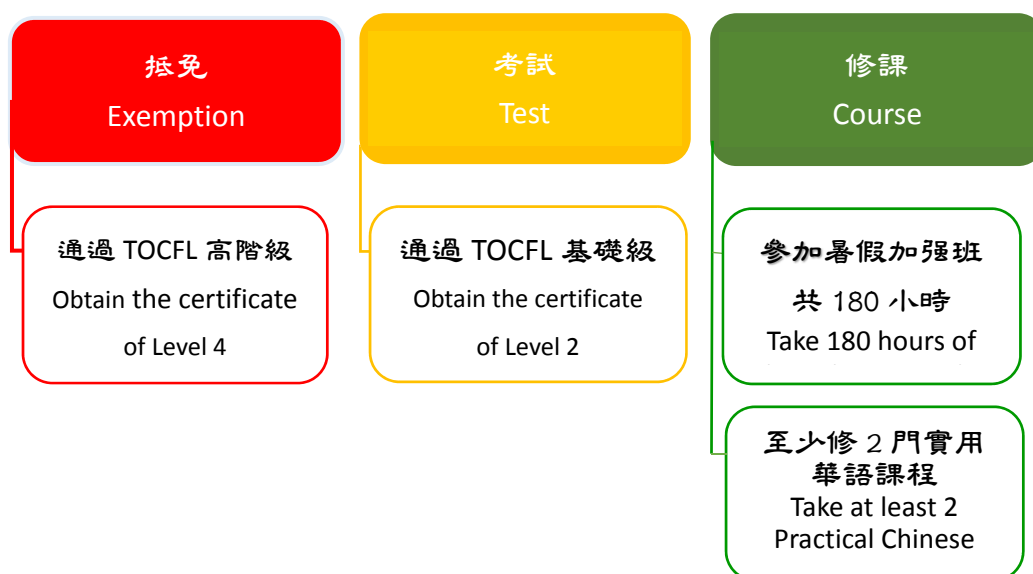 抵免
Exemption
通過 TOCFL 高階級
Obtain the certificate
of Level 4
考試
Test
通過 TOCFL 基礎級
Obtain the certificate
of Level 2
修課
Course
參加暑假加强班
共 180 小時
Take 180 hours of
至少修 2 門實用
華語課程
Take at least 2
Practical Chinese